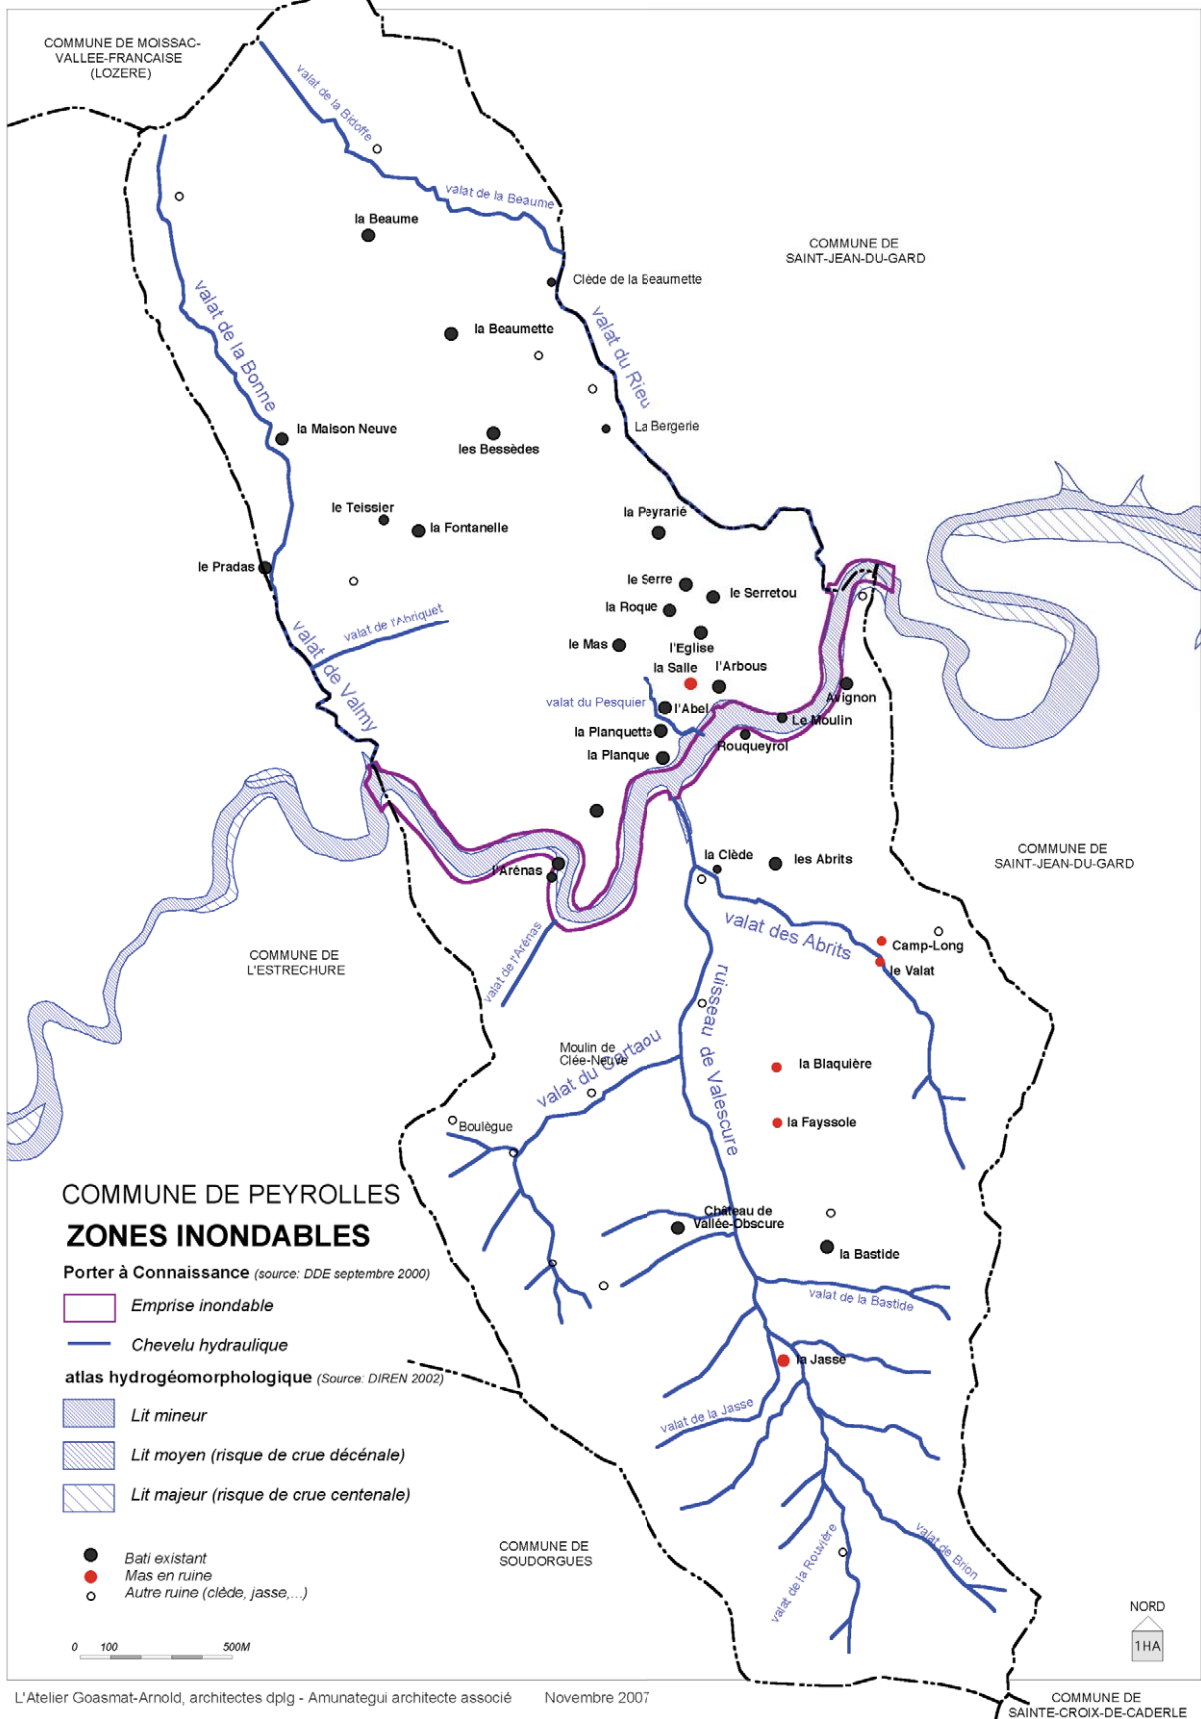 COMMUNE DE MOISSAC-
VALLEE-FRANCAISE
(LOZERE)
valat de la Bidoffe
valat de la Beaume
la Beaume
COMMUNE DE
SAINT-JEAN-DU-GARD
Clède de la Beaumette
valat de la Bonne
valat du Rieu
la Beaumette
la Maison Neuve
La Bergerie
les Bessèdes
le Teissier
la Fontanelle
la Peyrarié
le Pradas
le Serre
le Serretou
la Roque
valat de l'Abriquet
valat de Valmy
le Mas
l'Eglise
la Salle
l'Arbous
Avignon
valat du Pesquier
l'Abel
Le Moulin
la Planquette
Rouqueyrol
la Planque
la Clède
les Abrits
COMMUNE DE
SAINT-JEAN-DU-GARD
l'Arénas
valat des Abrits
Camp-Long
le Valat
COMMUNE DE
L'ESTRECHURE
valat de l'Arénas
ruisseau de Valescure
Moulin de
Clée-Neuve
valat du Cartaou
la Blaquière
Boulègue
la Fayssole
COMMUNE DE PEYROLLES
ZONES INONDABLES
Château de
Vallée-Obscure
la Bastide
Porter à Connaissance (source: DDE septembre 2000)
Emprise inondable
valat de la Bastide
Chevelu hydraulique
la Jasse
atlas hydrogéomorphologique (Source: DIREN 2002)
valat de la Jasse
Lit mineur
Lit moyen (risque de crue décénale)
Lit majeur (risque de crue centenale)
valat de la Rouvière
valat de Brion
COMMUNE DE
SOUDORGUES
Bati existant
Mas en ruine
Autre ruine (clède, jasse,...)
NORD
1HA
0 100 500M
L'Atelier Goasmat-Arnold, architectes dplg - Amunategui architecte associé Novembre 2007
COMMUNE DE
SAINTE-CROIX-DE-CADERLE